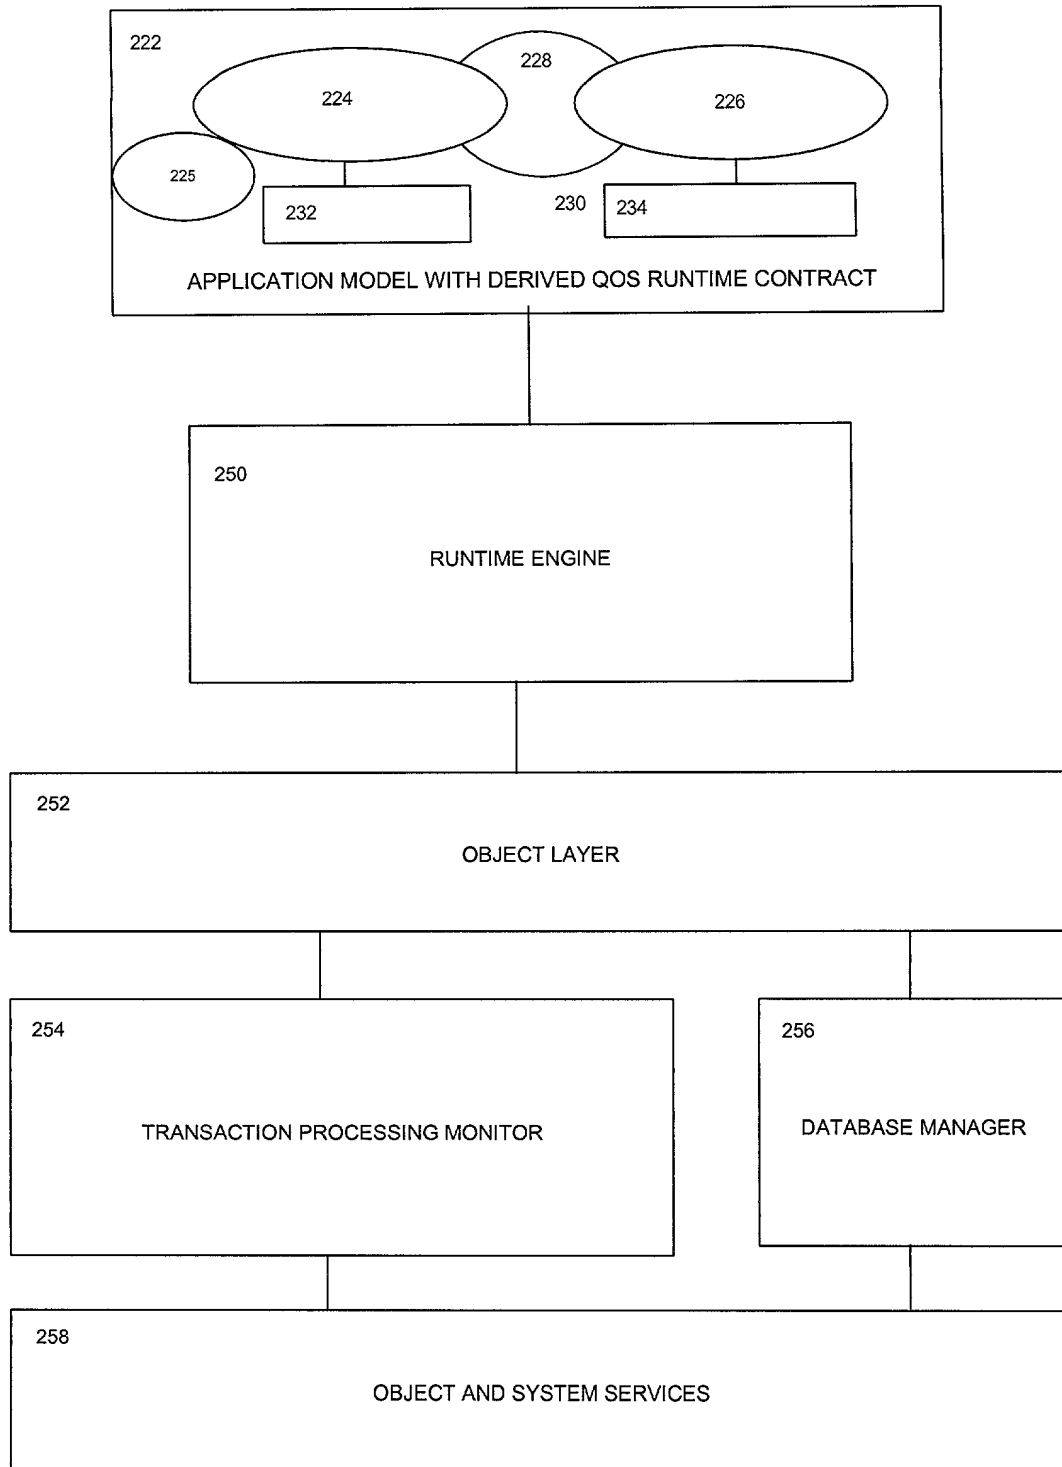 222
228
224
226
225
232
230
234
APPLICATION MODEL WITH DERIVED QOS RUNTIME CONTRACT
250
RUNTIME ENGINE
252
OBJECT LAYER
254
256
TRANSACTION PROCESSING MONITOR
DATABASE MANAGER
258
OBJECT AND SYSTEM SERVICES